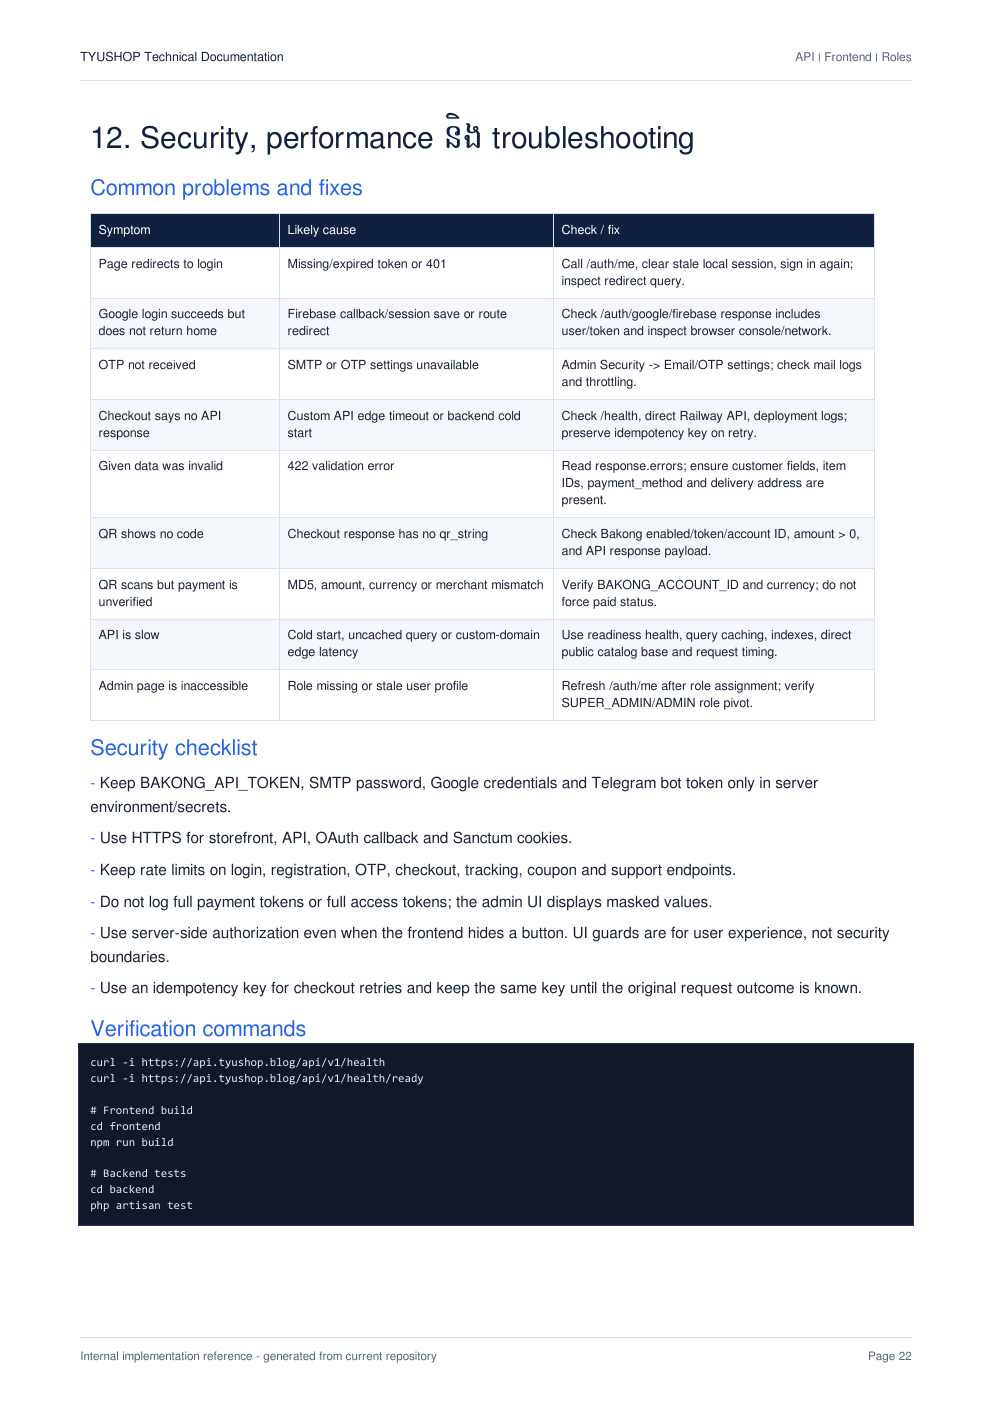 TYUSHOP Technical Documentation
API | Frontend | Roles
12. Security, performance និង troubleshooting
Common problems and fixes
Symptom
Likely cause
Check / fix
Page redirects to login
Missing/expired token or 401
Call /auth/me, clear stale local session, sign in again;
inspect redirect query.
Google login succeeds but
does not return home
Firebase callback/session save or route
redirect
Check /auth/google/firebase response includes
user/token and inspect browser console/network.
OTP not received
SMTP or OTP settings unavailable
Admin Security -> Email/OTP settings; check mail logs
and throttling.
Checkout says no API
response
Custom API edge timeout or backend cold
start
Check /health, direct Railway API, deployment logs;
preserve idempotency key on retry.
Given data was invalid
422 validation error
Read response.errors; ensure customer fields, item
IDs, payment_method and delivery address are
present.
QR shows no code
Checkout response has no qr_string
Check Bakong enabled/token/account ID, amount > 0,
and API response payload.
QR scans but payment is
unverified
MD5, amount, currency or merchant mismatch
Verify BAKONG_ACCOUNT_ID and currency; do not
force paid status.
API is slow
Cold start, uncached query or custom-domain
edge latency
Use readiness health, query caching, indexes, direct
public catalog base and request timing.
Admin page is inaccessible
Role missing or stale user profile
Refresh /auth/me after role assignment; verify
SUPER_ADMIN/ADMIN role pivot.
Security checklist
- Keep BAKONG_API_TOKEN, SMTP password, Google credentials and Telegram bot token only in server
environment/secrets.
- Use HTTPS for storefront, API, OAuth callback and Sanctum cookies.
- Keep rate limits on login, registration, OTP, checkout, tracking, coupon and support endpoints.
- Do not log full payment tokens or full access tokens; the admin UI displays masked values.
- Use server-side authorization even when the frontend hides a button. UI guards are for user experience, not security
boundaries.
- Use an idempotency key for checkout retries and keep the same key until the original request outcome is known.
Verification commands
curl -i https://api.tyushop.blog/api/v1/health
curl -i https://api.tyushop.blog/api/v1/health/ready
# Frontend build
cd frontend
npm run build
# Backend tests
cd backend
php artisan test
Internal implementation reference - generated from current repository
Page 22